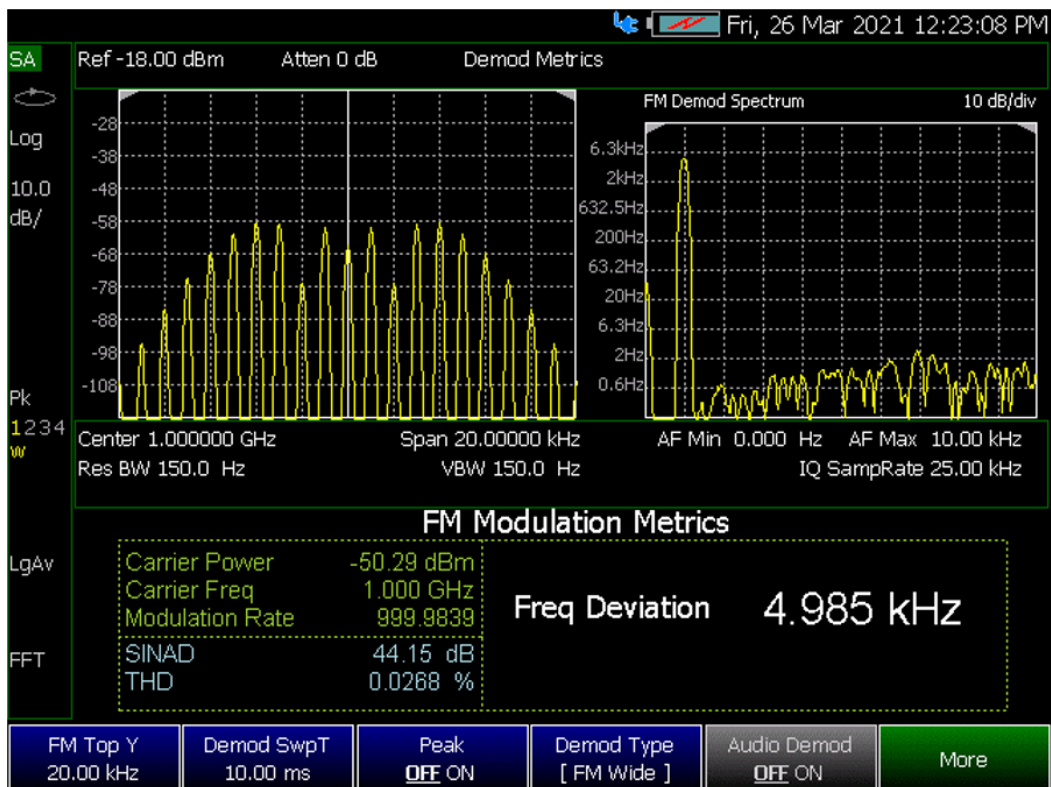 Fri, 26 Mar 2021 12:23:08 PM
SA
Ref -18.00 dBm Atten 0 dB Demod Metrics
Log
10.0
dB/
Pk
1234
W
LgAv
FFT
-28
-38
-48
-58
-68
-78
-88
-98
-108
FM Demod Spectrum 10 dB/div
6.3kHz
2kHz
632.5Hz
200Hz
63.2Hz
20Hz
6.3Hz
2Hz
0.6Hz
Center 1.000000 GHz Span 20.00000 kHz
Res BW 150.0 Hz VBW 150.0 Hz
AF Min 0.000 Hz AF Max 10.00 kHz
IQ SampRate 25.00 kHz
FM Modulation Metrics
Carrier Power -50.29 dBm
Carrier Freq 1.000 GHz
Modulation Rate 999.9839
SINAD 44.15 dB
THD 0.0268 %
Freq Deviation 4.985 kHz
FM Top Y
20.00 kHz
Demod SwpT
10.00 ms
Peak
OFF ON
Demod Type
[ FM Wide ]
Audio Demod
OFF ON
More